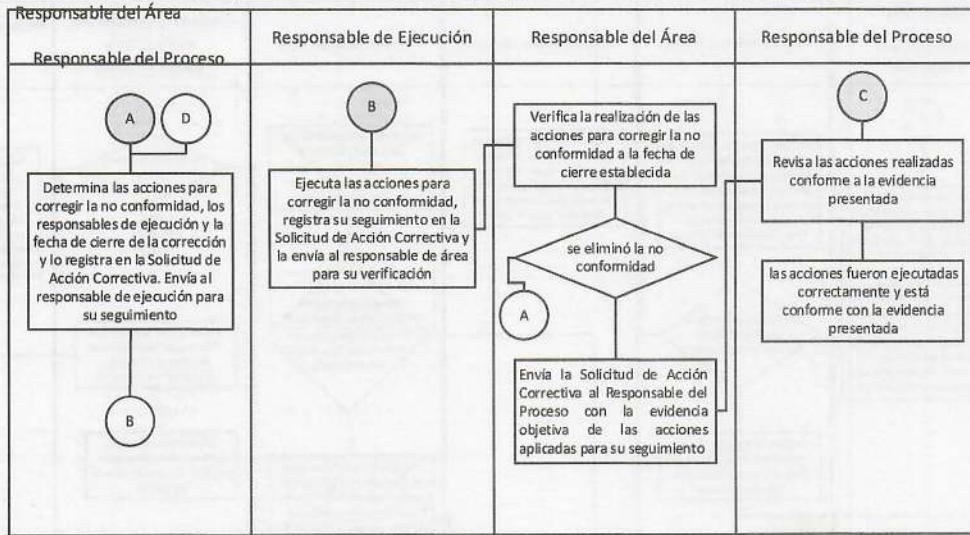 Responsable del Área
Responsable del Proceso
Responsable de Ejecución
Responsable del Área
Responsable del Proceso
A
D
Determina las acciones para
corregir la no conformidad, los
responsables de ejecución y la
fecha de cierre de la corrección
y lo registra en la Solicitud de
Acción Correctiva. Envía al
responsable de ejecución para
su seguimiento
B
B
Ejecuta las acciones para
corregir la no conformidad,
registra su seguimiento en la
Solicitud de Acción Correctiva y
la envía al responsable de área
para su verificación
Verifica la realización de las
acciones para corregir la no
conformidad a la fecha de
cierre establecida
se eliminó la no
conformidad
A
Envía la Solicitud de Acción
Correctiva al Responsable del
Proceso con la evidencia
objetiva de las acciones
aplicadas para su seguimiento
C
Revisa las acciones realizadas
conforme a la evidencia
presentada
las acciones fueron ejecutadas
correctamente y está
conforme con la evidencia
presentada